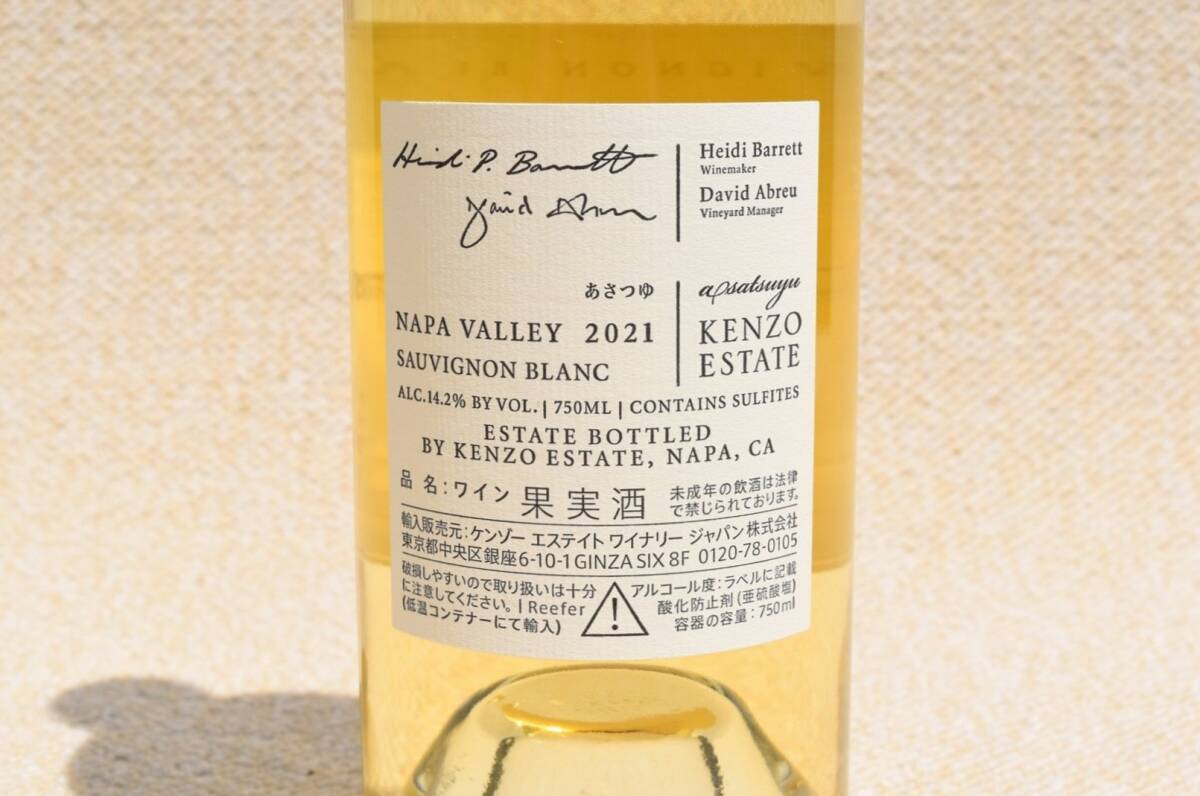 Heidi P. Barrett
David Abreu
Heidi Barrett
Winemaker
David Abreu
Vineyard Manager
あさつゆ
NAPA VALLEY 2021
SAUVIGNON BLANC
asatsuyu
KENZO
ESTATE
ALC.14.2% BY VOL. | 750ML | CONTAINS SULFITES
ESTATE BOTTLED
BY KENZO ESTATE, NAPA, CA
品 名:ワイン 果実酒
未成年の飲酒は法律
で禁じられております。
輸入販売元:ケンゾー エステイト ワイナリー ジャパン株式会社
東京都中央区銀座6-10-1 GINZA SIX 8F 0120-78-0105
破損しやすいので取り扱いは十分
に注意してください。| Reefer
(低温コンテナーにて輸入)
アルコール度:ラベルに記載
酸化防止剤(亜硫酸塩)
容器の容量:750ml